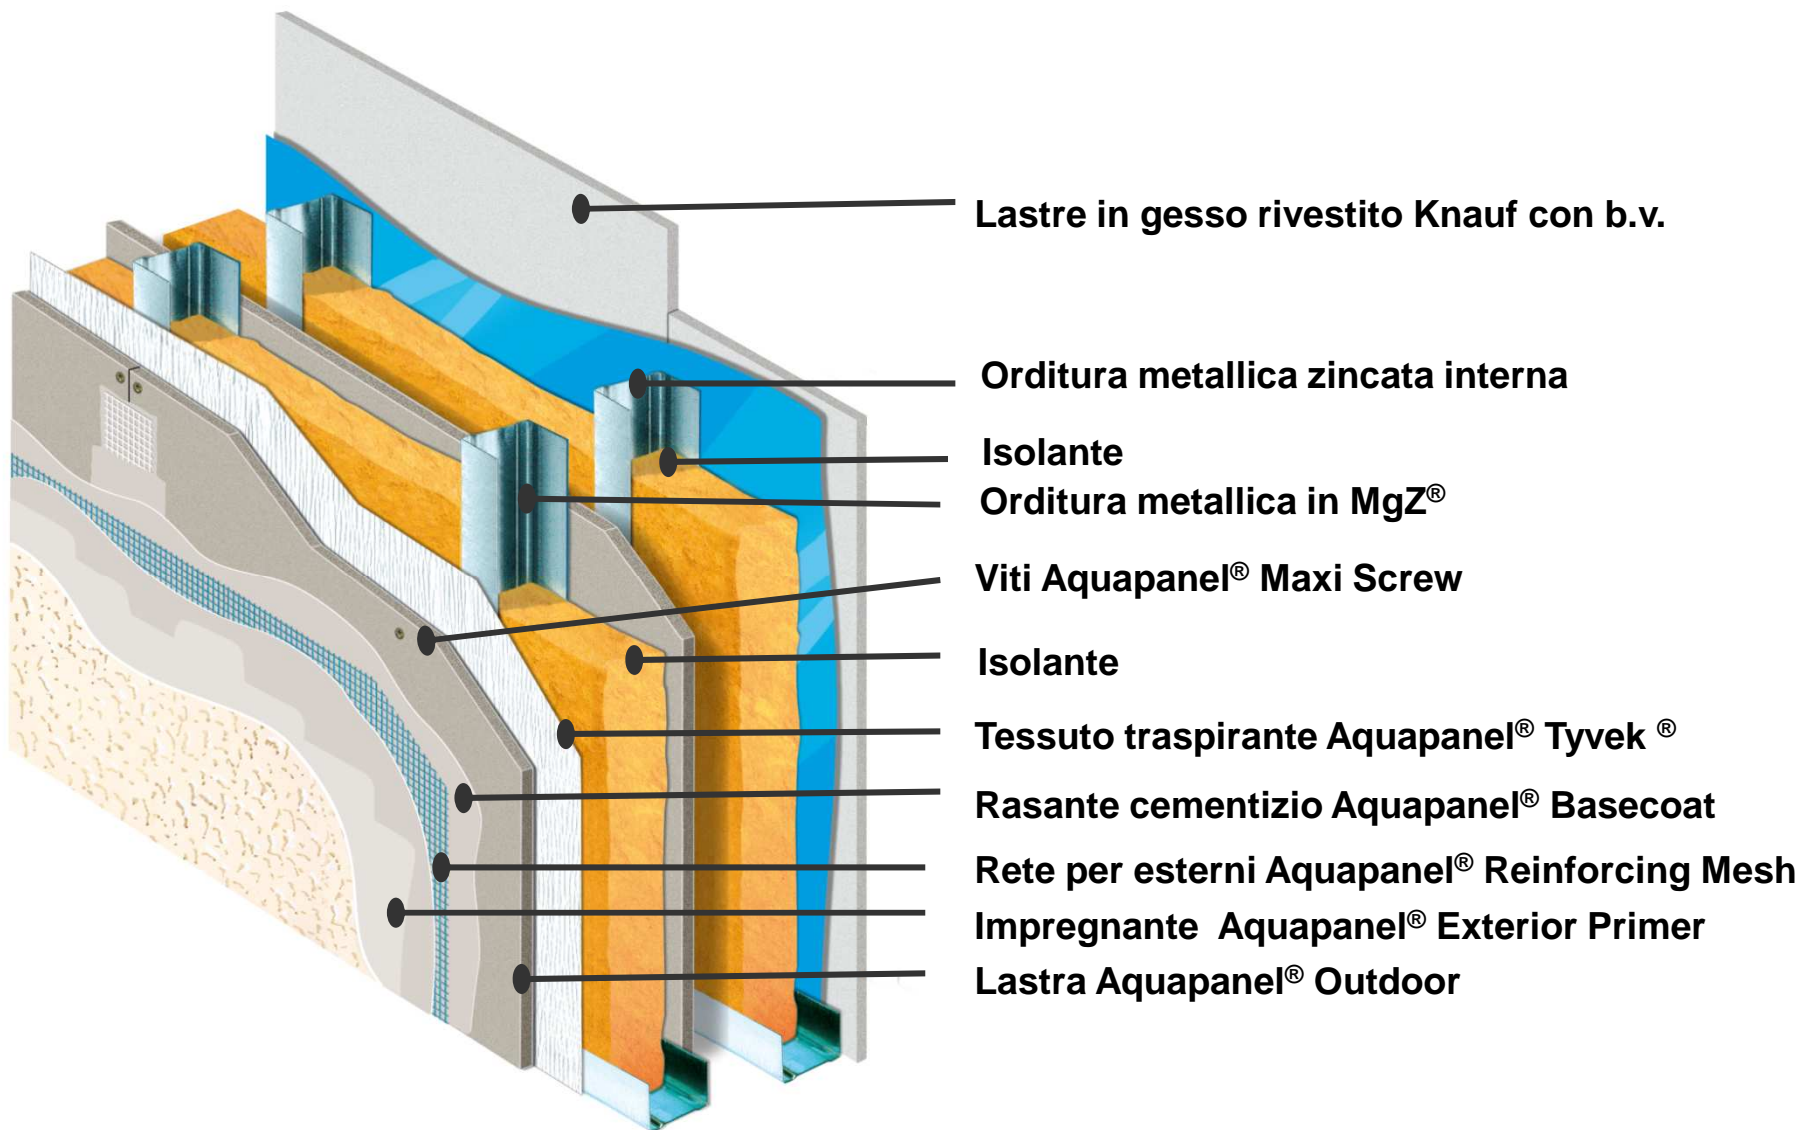 Lastre in gesso rivestito Knauf con b.v.
Orditura metallica zincata interna
Isolante
Orditura metallica in MgZ®
Viti Aquapanel® Maxi Screw
Isolante
Tessuto traspirante Aquapanel® Tyvek ®
Rasante cementizio Aquapanel® Basecoat
Rete per esterni Aquapanel® Reinforcing Mesh
Impregnante  Aquapanel® Exterior Primer
Lastra Aquapanel® Outdoor